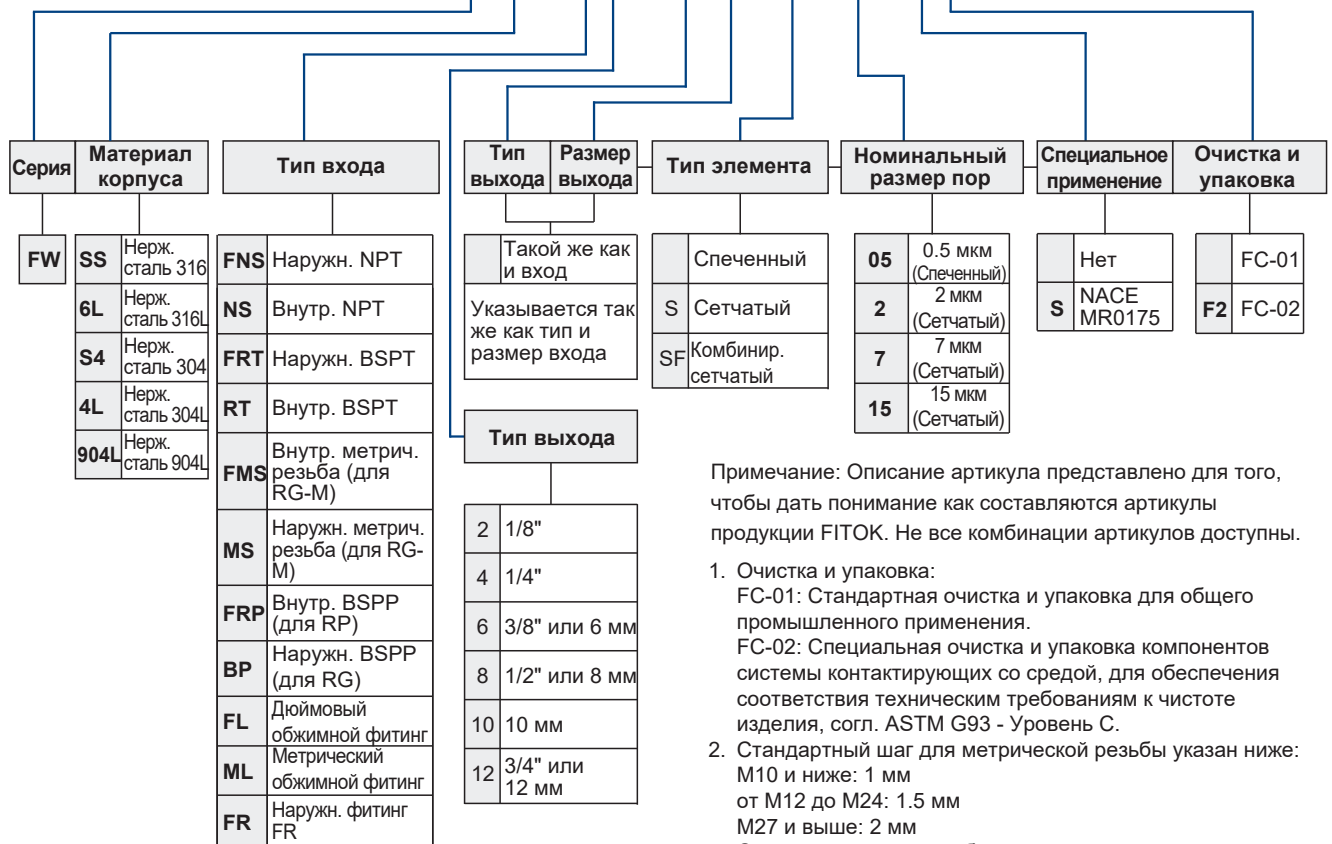 Серия
Материал
корпуса
Тип входа
Тип
выхода
Размер
выхода
Тип элемента
Номинальный
размер пор
Специальное
применение
Очистка и
упаковка
FW
SS Нерж.
сталь 316
6L Нерж.
сталь 316L
S4 Нерж.
сталь 304
4L Нерж.
сталь 304L
904L Нерж.
сталь 904L
FNS Наружн. NPT
NS Внутр. NPT
FRT Наружн. BSPT
RT Внутр. BSPT
FMS Внутр. метрич.
резьба (для
RG-M)
MS Наружн. метрич.
резьба (для RG-
M)
FRP Внутр. BSPP
(для RP)
BP Наружн. BSPP
(для RG)
FL Дюймовый
обжимной фитинг
ML Метрический
обжимной фитинг
FR Наружн. фитинг
FR
Такой же как
и вход
Указывается так
же как тип и
размер входа
Тип выхода
2 1/8"
4 1/4"
6 3/8" или 6 мм
8 1/2" или 8 мм
10 10 мм
12 3/4" или
12 мм
Спеченный
S Сетчатый
SF Комбинир.
сетчатый
05 0.5 мкм
(Спеченный)
2 2 мкм
(Сетчатый)
7 7 мкм
(Сетчатый)
15 15 мкм
(Сетчатый)
Нет
S NACE
MR0175
FC-01
F2 FC-02
Примечание: Описание артикула представлено для того,
чтобы дать понимание как составляются артикулы
продукции FITOK. Не все комбинации артикулов доступны.
1. Очистка и упаковка:
FC-01: Стандартная очистка и упаковка для общего
промышленного применения.
FC-02: Специальная очистка и упаковка компонентов
системы контактирующих со средой, для обеспечения
соответствия техническим требованиям к чистоте
изделия, согл. ASTM G93 - Уровень C.
2. Стандартный шаг для метрической резьбы указан ниже:
M10 и ниже: 1 мм
от M12 до M24: 1.5 мм
M27 и выше: 2 мм